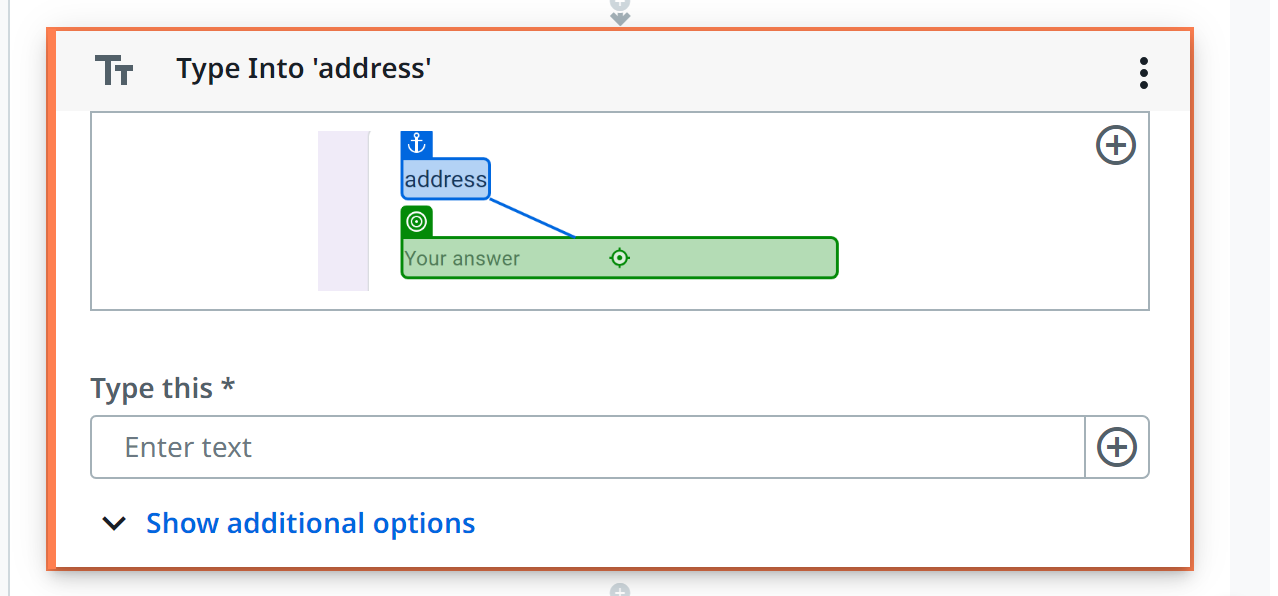 Type Into 'address'
address
Your answer
Type this *
Enter text
Show additional options